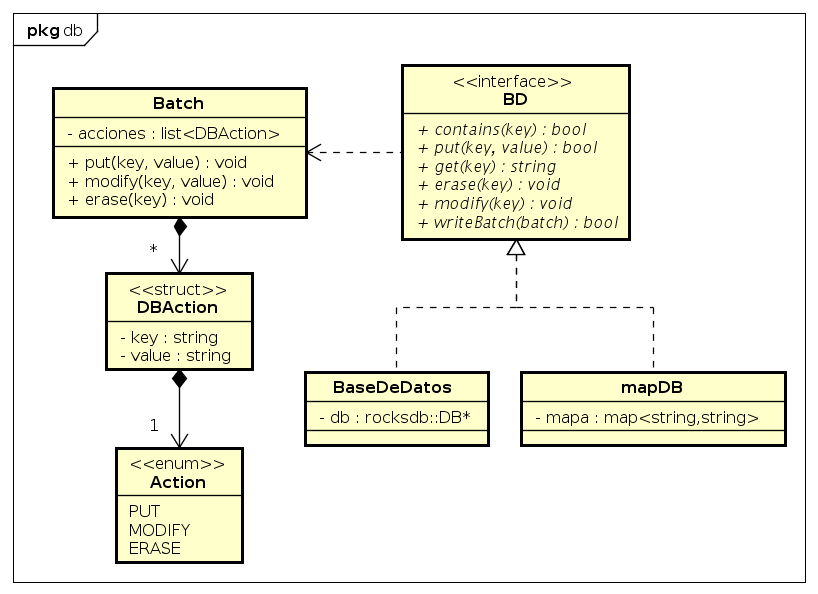 pkg db
Batch
- acciones : list<DBAction>
+ put(key, value) : void
+ modify(key, value) : void
+ erase(key) : void
<<interface>>
BD
+ contains(key) : bool
+ put(key, value) : bool
+ get(key) : string
+ erase(key) : void
+ modify(key) : void
+ writeBatch(batch) : bool
*
<<struct>>
DBAction
- key : string
- value : string
BaseDeDatos
- db : rocksdb::DB*
mapDB
- mapa : map<string,string>
1
<<enum>>
Action
PUT
MODIFY
ERASE